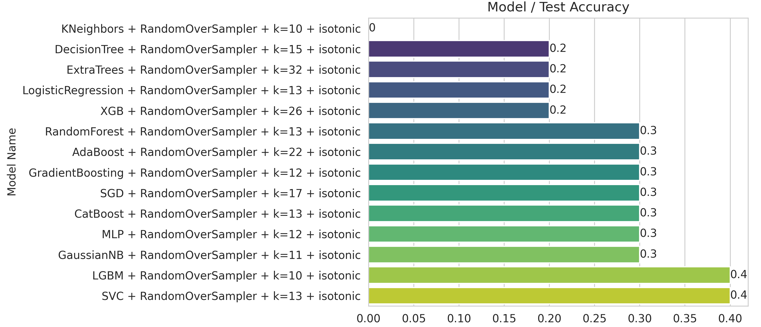 Model / Test Accuracy
Model Name
KNeighbors + RandomOverSampler + k=10 + isotonic 0
DecisionTree + RandomOverSampler + k=15 + isotonic 0.2
ExtraTrees + RandomOverSampler + k=32 + isotonic 0.2
LogisticRegression + RandomOverSampler + k=13 + isotonic 0.2
XGB + RandomOverSampler + k=26 + isotonic 0.2
RandomForest + RandomOverSampler + k=13 + isotonic 0.3
AdaBoost + RandomOverSampler + k=22 + isotonic 0.3
GradientBoosting + RandomOverSampler + k=12 + isotonic 0.3
SGD + RandomOverSampler + k=17 + isotonic 0.3
CatBoost + RandomOverSampler + k=13 + isotonic 0.3
MLP + RandomOverSampler + k=12 + isotonic 0.3
GaussianNB + RandomOverSampler + k=11 + isotonic 0.3
LGBM + RandomOverSampler + k=10 + isotonic 0.4
SVC + RandomOverSampler + k=13 + isotonic 0.4
0.00 0.05 0.10 0.15 0.20 0.25 0.30 0.35 0.40